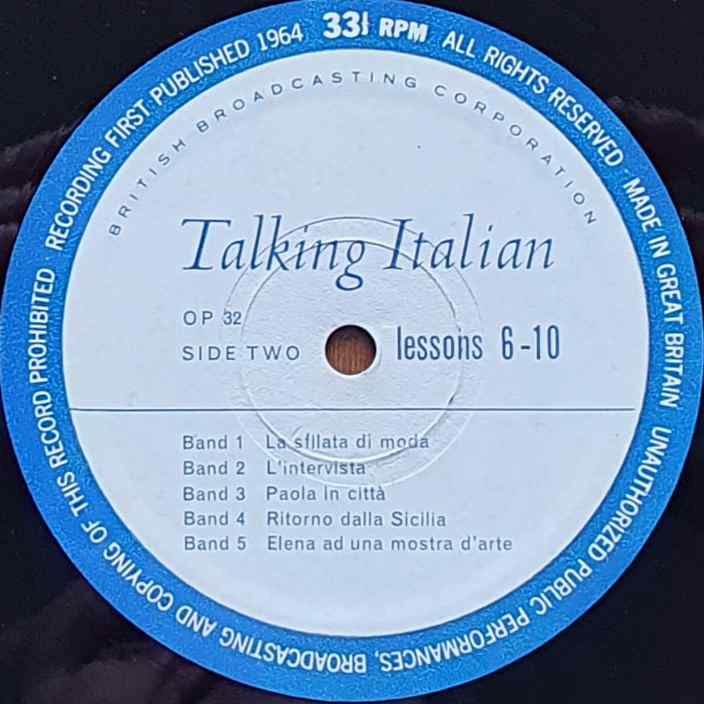 RECORDING FIRST PUBLISHED 1964 33⅓ RPM ALL RIGHTS RESERVED · MADE IN GREAT BRITAIN UNAUTHORIZED PUBLIC PERFORMANCES, BROADCASTING AND COPYING OF THIS RECORD PROHIBITED ·
BRITISH BROADCASTING CORPORATION
Talking Italian
OP 32
SIDE TWO lessons 6-10
Band 1 La sfilata di moda
Band 2 L'intervista
Band 3 Paola in città
Band 4 Ritorno dalla Sicilia
Band 5 Elena ad una mostra d'arte